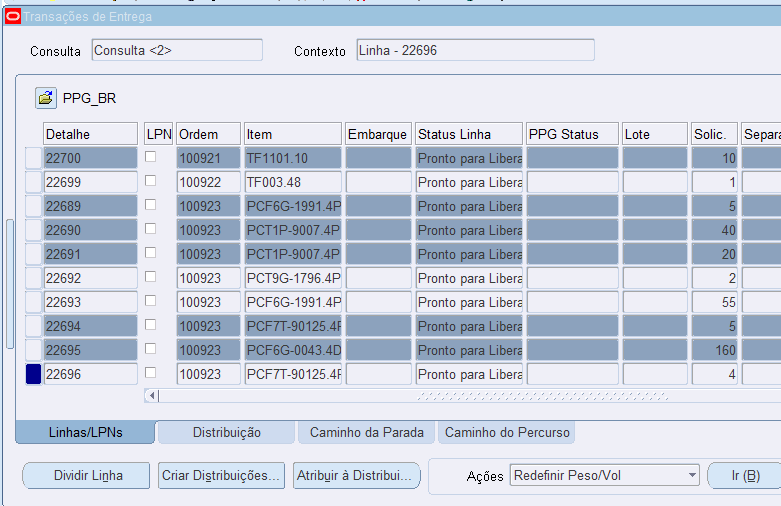 Transações de Entrega
Consulta Consulta <2> Contexto Linha - 22696
PPG_BR
Detalhe LPN Ordem Item Embarque Status Linha PPG Status Lote Solic. Separa
22700 100921 TF1101.10 Pronto para Libera 10
22699 100922 TF003.48 Pronto para Libera 1
22689 100923 PCF6G-1991.4P Pronto para Libera 5
22690 100923 PCT1P-9007.4P Pronto para Libera 40
22691 100923 PCT1P-9007.4P Pronto para Libera 20
22692 100923 PCT9G-1796.4P Pronto para Libera 2
22693 100923 PCF6G-1991.4P Pronto para Libera 55
22694 100923 PCF7T-90125.4P Pronto para Libera 5
22695 100923 PCF6G-0043.4D Pronto para Libera 160
22696 100923 PCF7T-90125.4P Pronto para Libera 4
Linhas/LPNs Distribuição Caminho da Parada Caminho do Percurso
Dividir Linha Criar Distribuições... Atribuir à Distribui... Ações Redefinir Peso/Vol Ir (B)